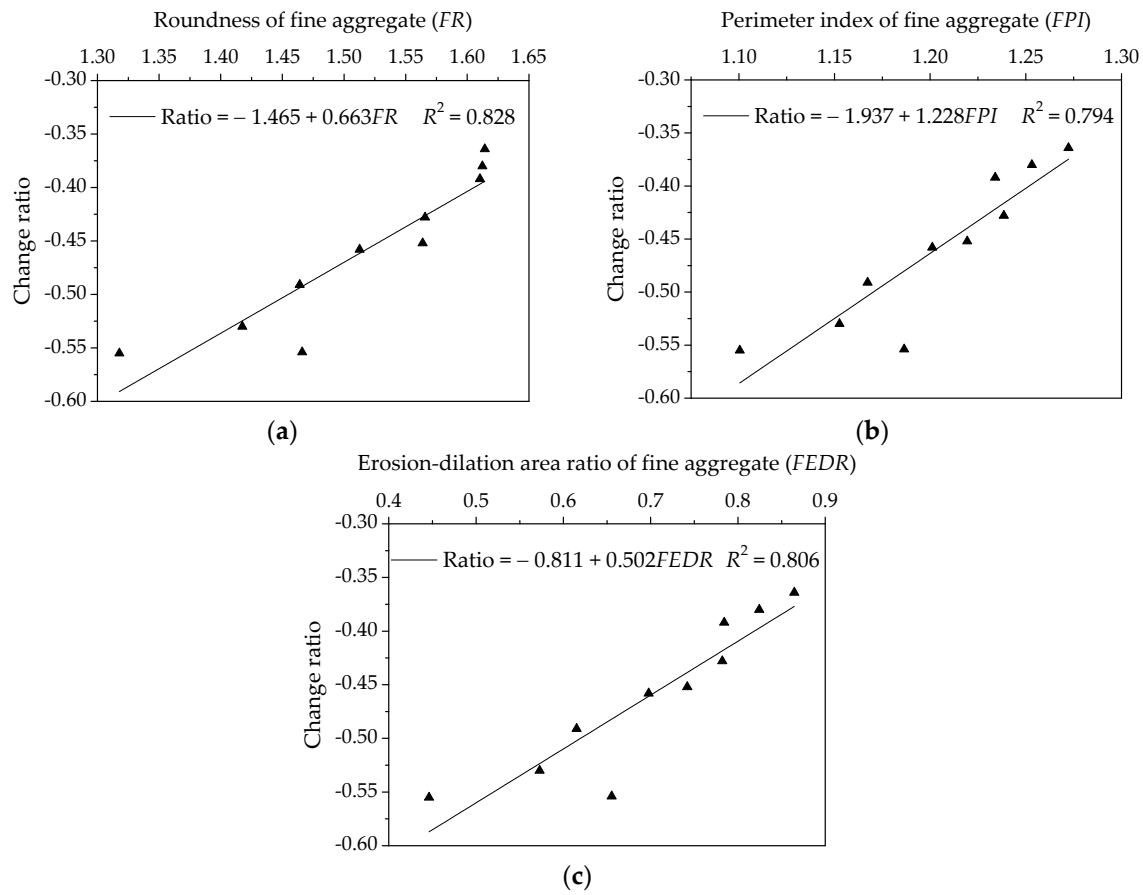 Roundness of fine aggregate (FR)
1.30 1.35 1.40 1.45 1.50 1.55 1.60 1.65
-0.30
-0.35
-0.40
-0.45
-0.50
-0.55
-0.60
Change ratio
Ratio = – 1.465 + 0.663FR R² = 0.828
(a)
Perimeter index of fine aggregate (FPI)
1.10 1.15 1.20 1.25 1.30
-0.30
-0.35
-0.40
-0.45
-0.50
-0.55
-0.60
Change ratio
Ratio = – 1.937 + 1.228FPI R² = 0.794
(b)
Erosion-dilation area ratio of fine aggregate (FEDR)
0.4 0.5 0.6 0.7 0.8 0.9
-0.30
-0.35
-0.40
-0.45
-0.50
-0.55
-0.60
Change ratio
Ratio = – 0.811 + 0.502FEDR R² = 0.806
(c)